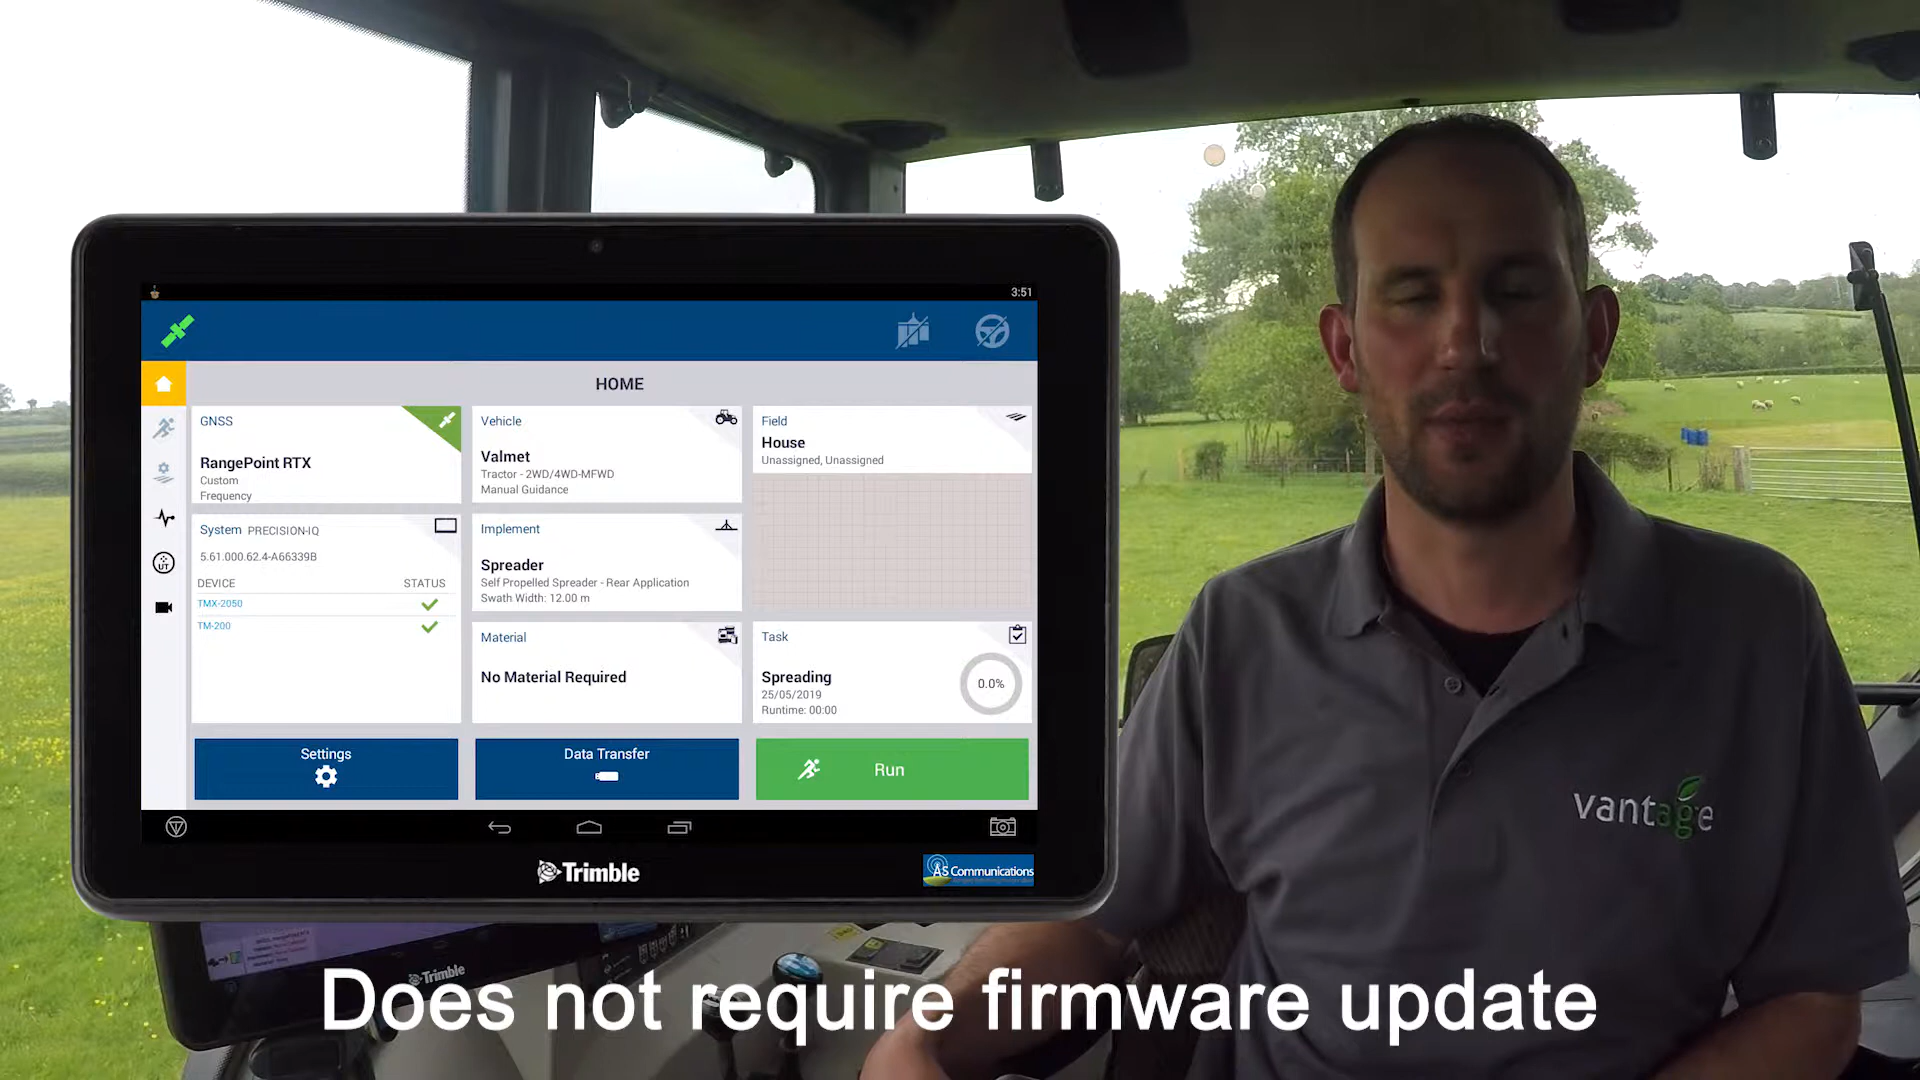 3:51
HOME
GNSS
RangePoint RTX
Custom
Frequency
Vehicle
Valmet
Tractor - 2WD/4WD-MFWD
Manual Guidance
Field
House
Unassigned, Unassigned
System PRECISION-IQ
5.61.000.62.4-A66339B
DEVICE STATUS
TMX-2050
TM-200
Implement
Spreader
Self Propelled Spreader - Rear Application
Swath Width: 12.00 m
Material
No Material Required
Task
Spreading
25/05/2019
Runtime: 00:00
0.0%
UT
Settings
Data Transfer
Run
Trimble
AS Communications
vantage
Trimble
Does not require firmware update